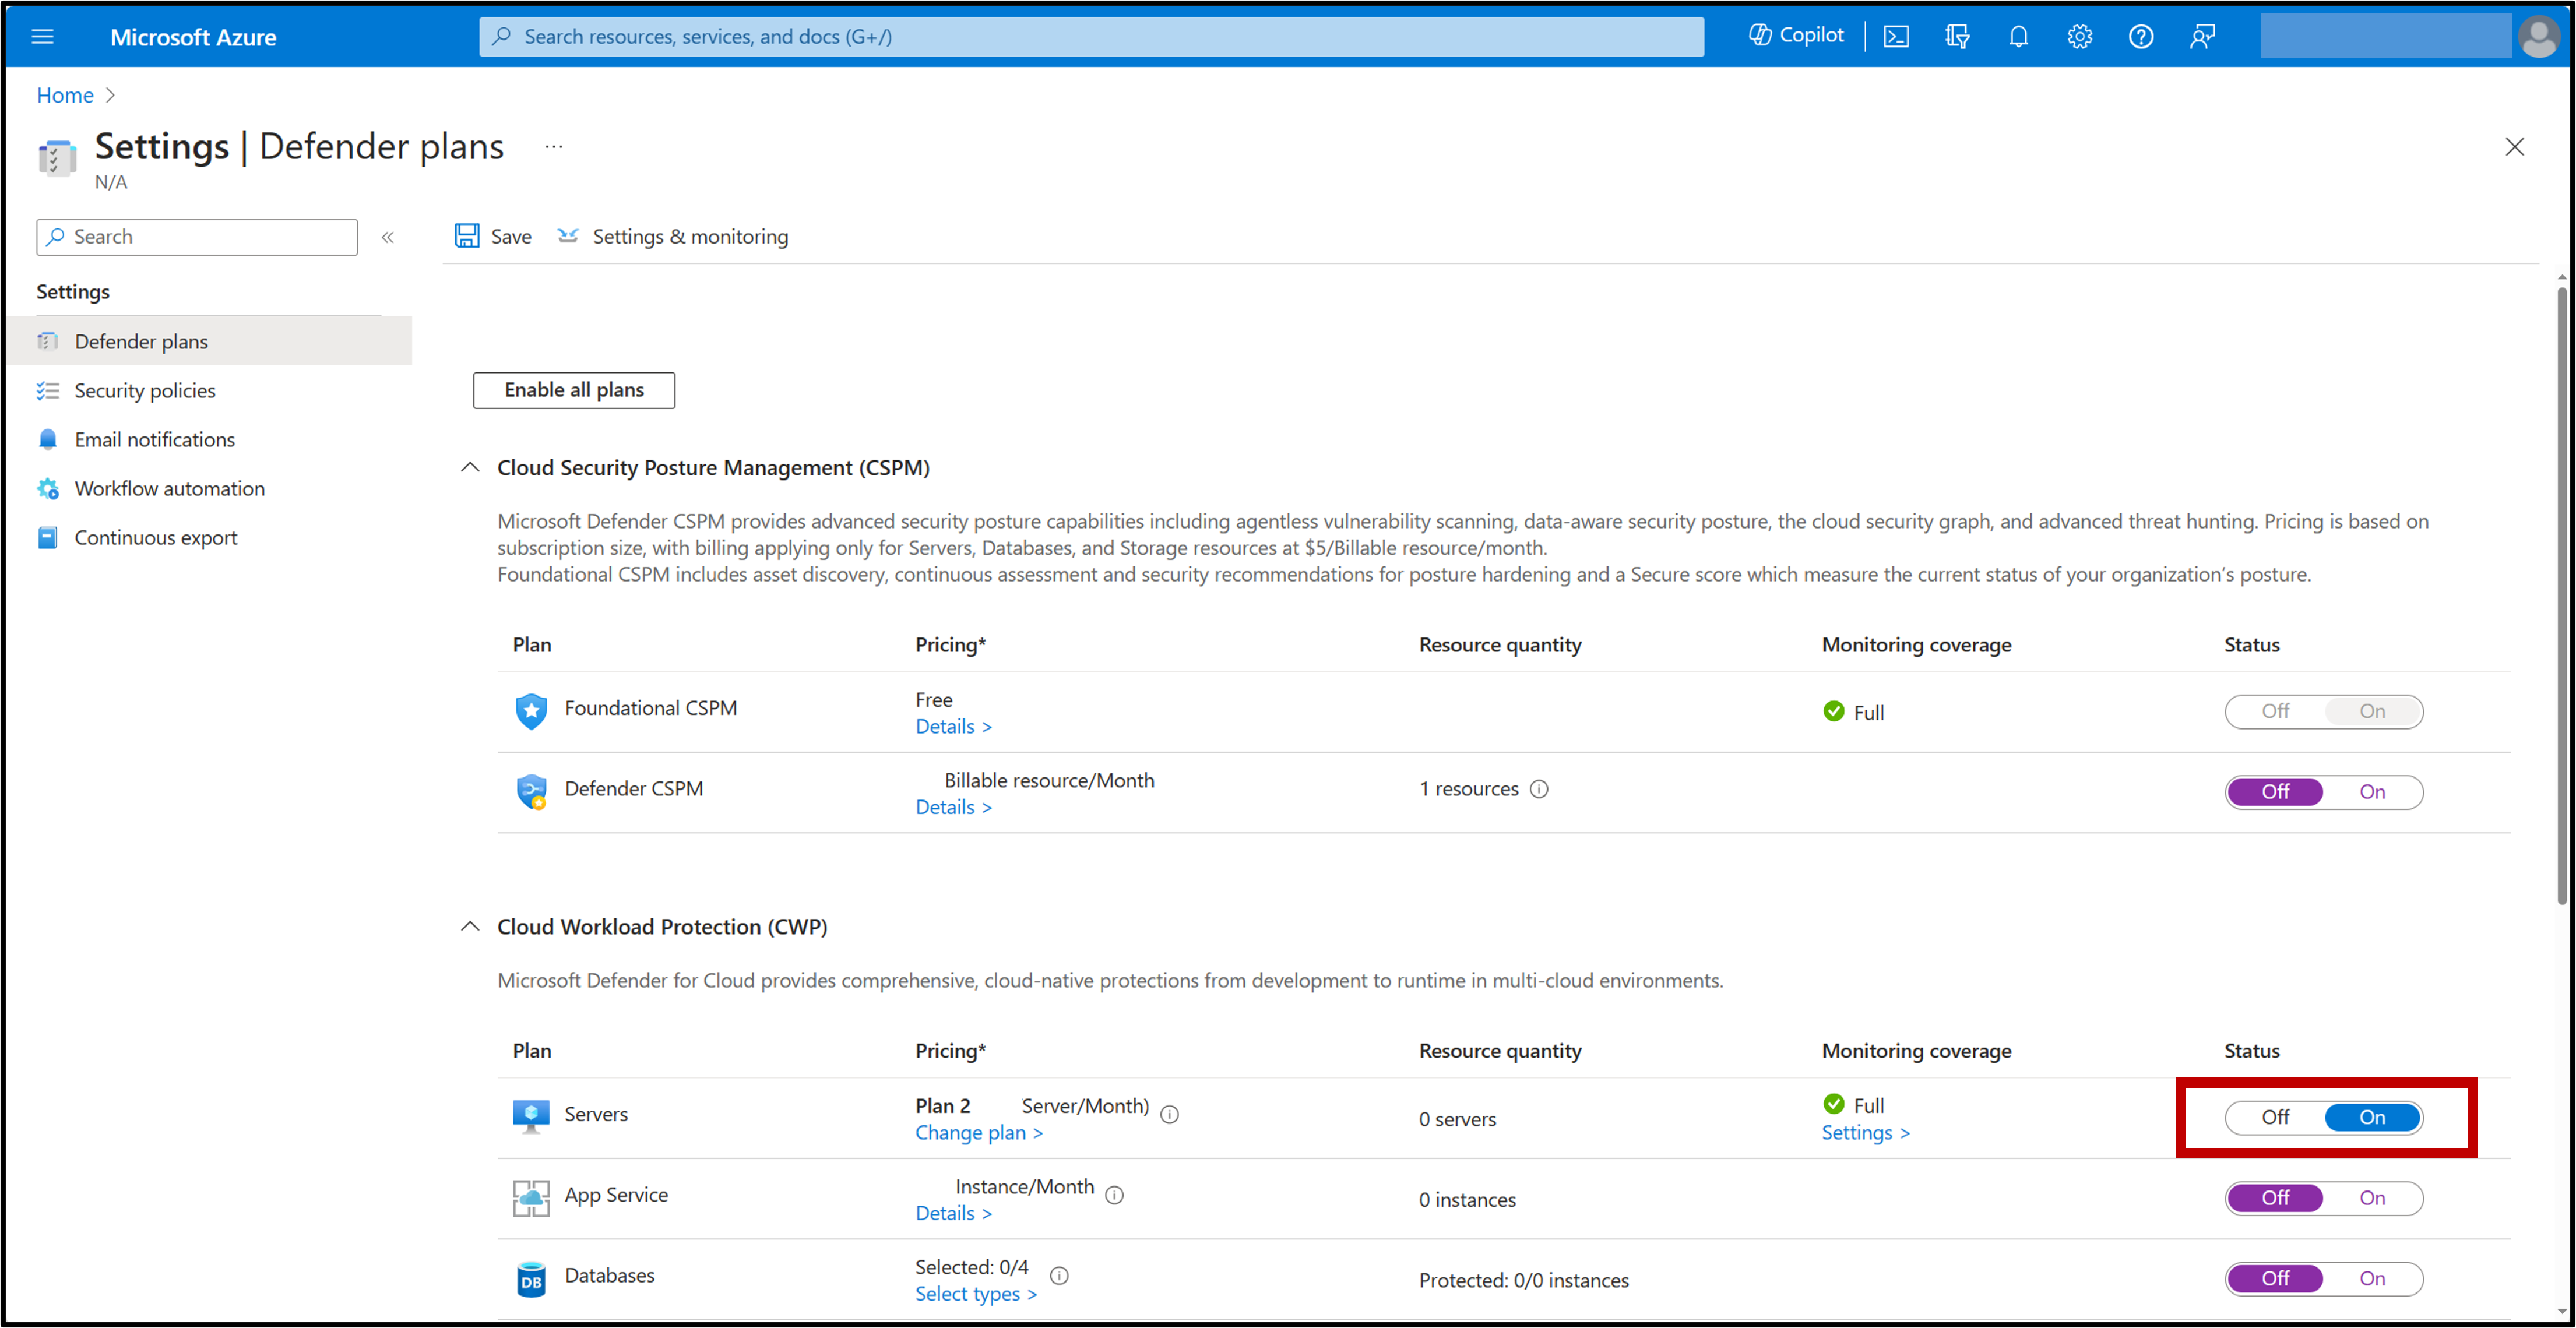 Microsoft Azure
Search resources, services, and docs (G+/)
Copilot
Home
Settings | Defender plans ...
N/A
Search
Save
Settings & monitoring
Settings
Defender plans
Security policies
Email notifications
Workflow automation
Continuous export
Enable all plans
Cloud Security Posture Management (CSPM)
Microsoft Defender CSPM provides advanced security posture capabilities including agentless vulnerability scanning, data-aware security posture, the cloud security graph, and advanced threat hunting. Pricing is based on
subscription size, with billing applying only for Servers, Databases, and Storage resources at $5/Billable resource/month.
Foundational CSPM includes asset discovery, continuous assessment and security recommendations for posture hardening and a Secure score which measure the current status of your organization's posture.
Plan Pricing* Resource quantity Monitoring coverage Status
Foundational CSPM Free Full Off On
Details >
Defender CSPM Billable resource/Month 1 resources Off On
Details >
Cloud Workload Protection (CWP)
Microsoft Defender for Cloud provides comprehensive, cloud-native protections from development to runtime in multi-cloud environments.
Plan Pricing* Resource quantity Monitoring coverage Status
Servers Plan 2 Server/Month) 0 servers Full Off On
Change plan > Settings >
App Service Instance/Month 0 instances Off On
Details >
Databases Selected: 0/4 Protected: 0/0 instances Off On
DB
Select types >